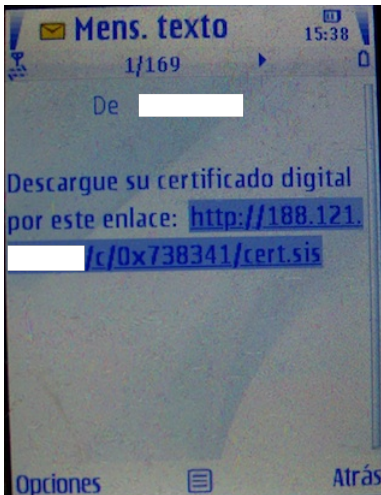 Mens. texto
15:38
1/169
De
Descargue su certificado digital
por este enlace: http://188.121.
/c/0x738341/cert.sis
Opciones
Atrás